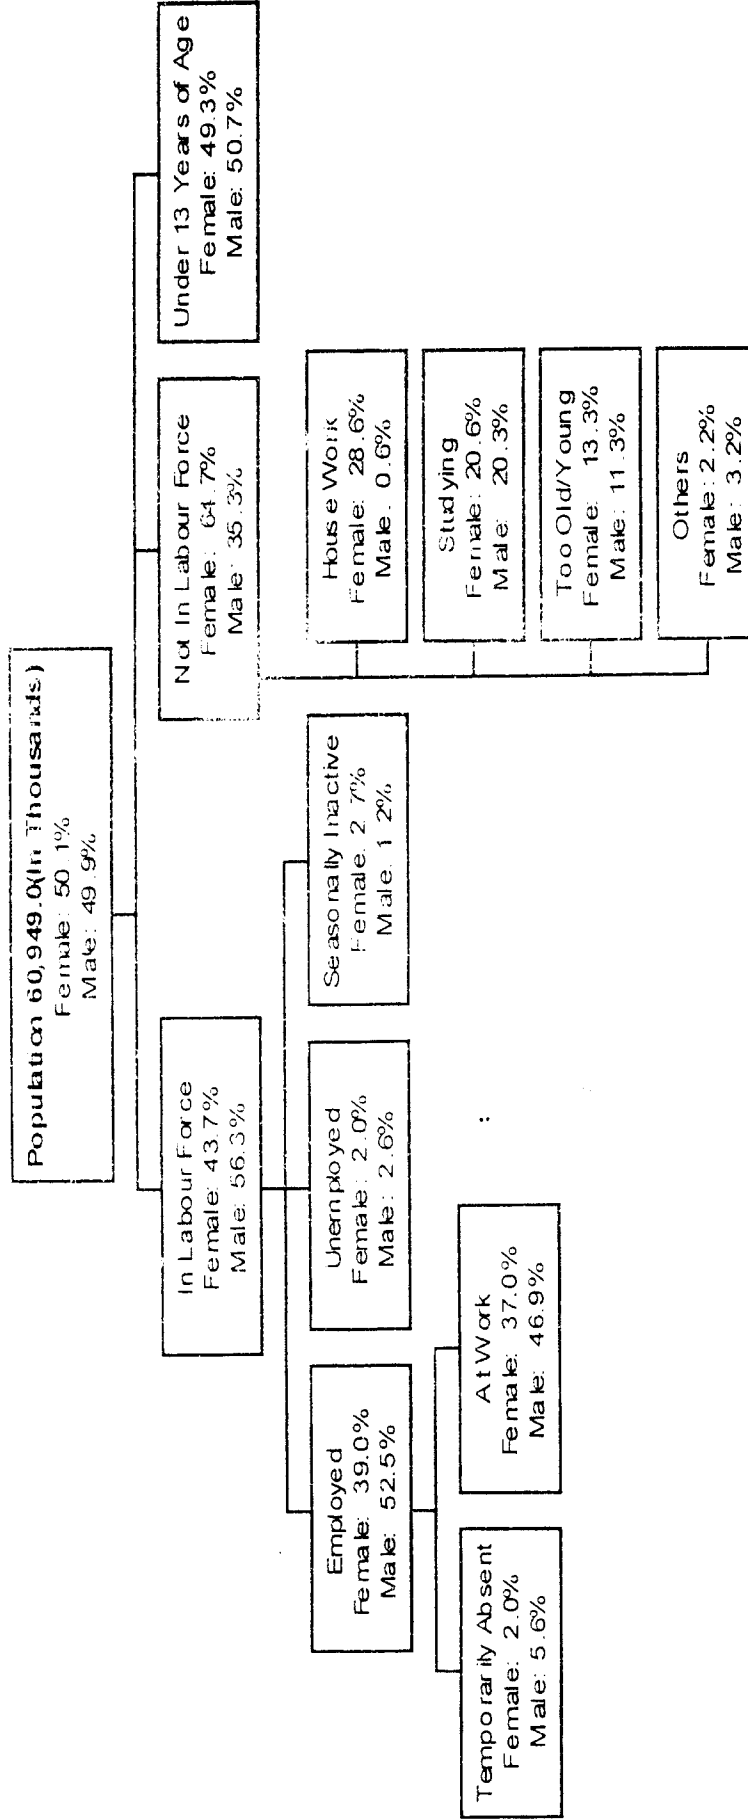 Population 60,949.0(In Thousands)
Female: 50.1%
Male: 49.9%
In Labour Force
Female: 43.7%
Male: 56.3%
Not In Labour Force
Female: 64.7%
Male: 35.3%
Under 13 Years of Age
Female: 49.3%
Male: 50.7%
Employed
Female: 39.0%
Male: 52.5%
Unemployed
Female: 2.0%
Male: 2.6%
Seasonally Inactive
Female: 2.7%
Male: 1.2%
House Work
Female: 28.6%
Male: 0.6%
Studying
Female: 20.6%
Male: 20.3%
Too Old/Young
Female: 13.3%
Male: 11.3%
Others
Female: 2.2%
Male: 3.2%
Temporarily Absent
Female: 2.0%
Male: 5.6%
At Work
Female: 37.0%
Male: 46.9%